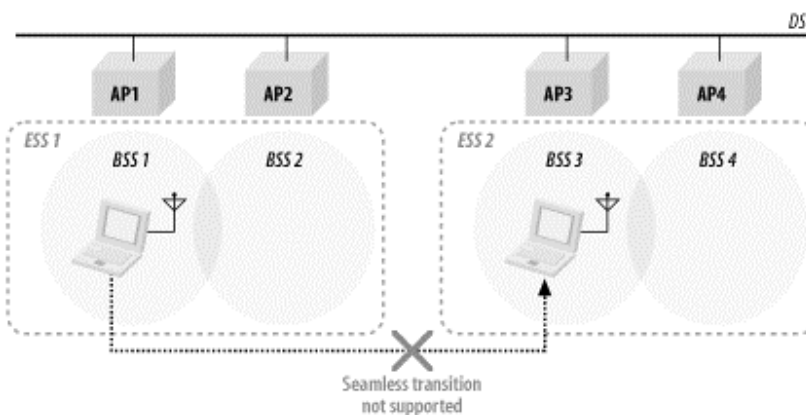 DS
AP1
AP2
AP3
AP4
ESS 1
BSS 1
BSS 2
ESS 2
BSS 3
BSS 4
Seamless transition
not supported